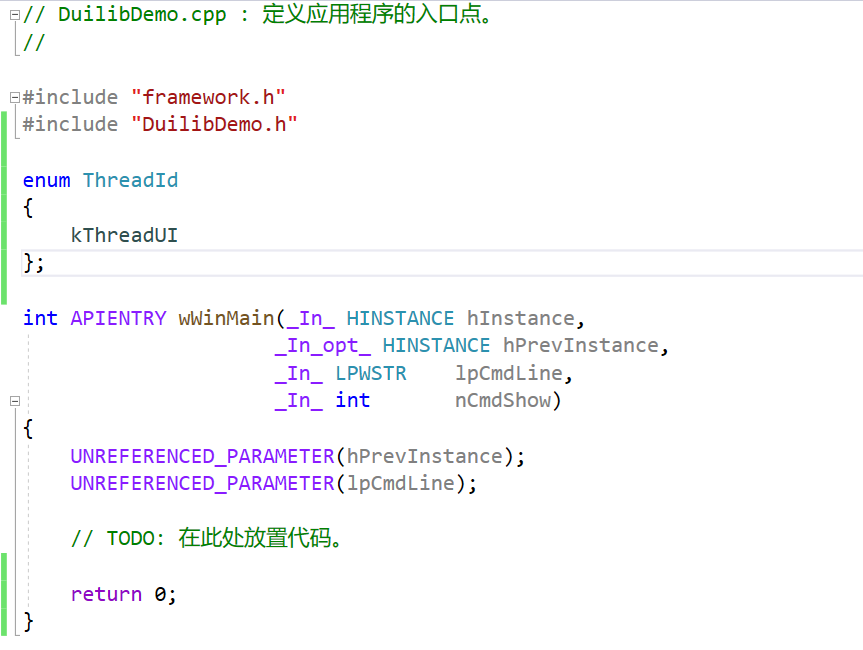 // DuilibDemo.cpp : 定义应用程序的入口点。
//
#include "framework.h"
#include "DuilibDemo.h"
enum ThreadId
{
    kThreadUI
};
int APIENTRY wWinMain(_In_ HINSTANCE hInstance,
                     _In_opt_ HINSTANCE hPrevInstance,
                     _In_ LPWSTR    lpCmdLine,
                     _In_ int       nCmdShow)
{
    UNREFERENCED_PARAMETER(hPrevInstance);
    UNREFERENCED_PARAMETER(lpCmdLine);
    // TODO: 在此处放置代码。
    return 0;
}